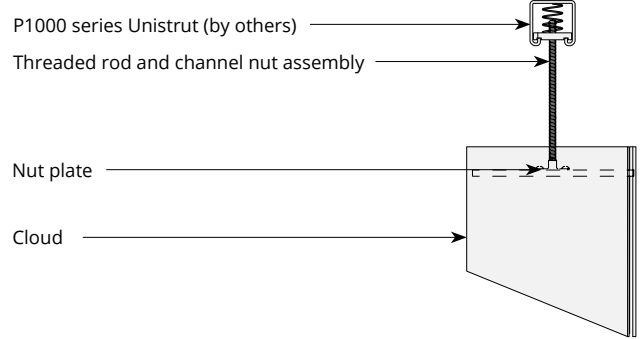 P1000 series Unistrut (by others)
Threaded rod and channel nut assembly
Nut plate
Cloud